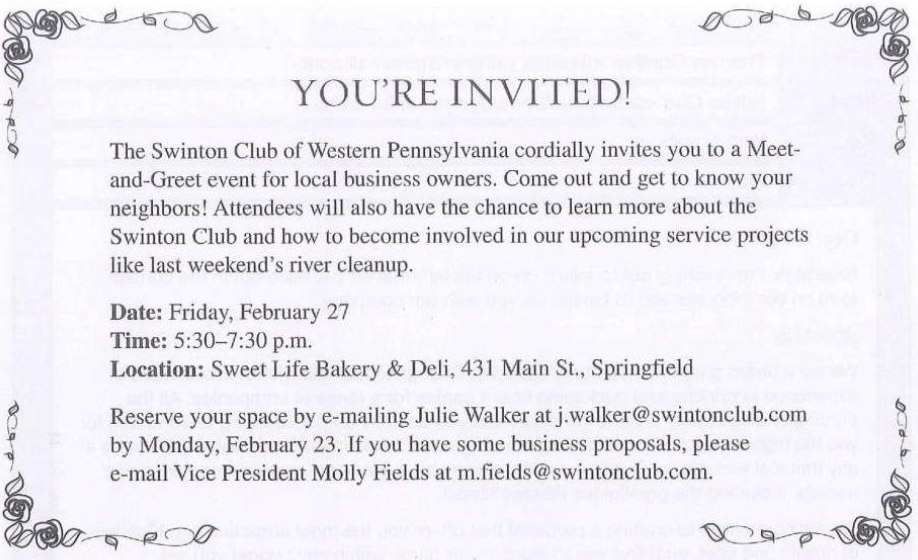 YOU'RE INVITED!
The Swinton Club of Western Pennsylvania cordially invites you to a Meet-
and-Greet event for local business owners. Come out and get to know your
neighbors! Attendees will also have the chance to learn more about the
Swinton Club and how to become involved in our upcoming service projects
like last weekend's river cleanup.
Date: Friday, February 27
Time: 5:30–7:30 p.m.
Location: Sweet Life Bakery & Deli, 431 Main St., Springfield
Reserve your space by e-mailing Julie Walker at j.walker@swintonclub.com
by Monday, February 23. If you have some business proposals, please
e-mail Vice President Molly Fields at m.fields@swintonclub.com.